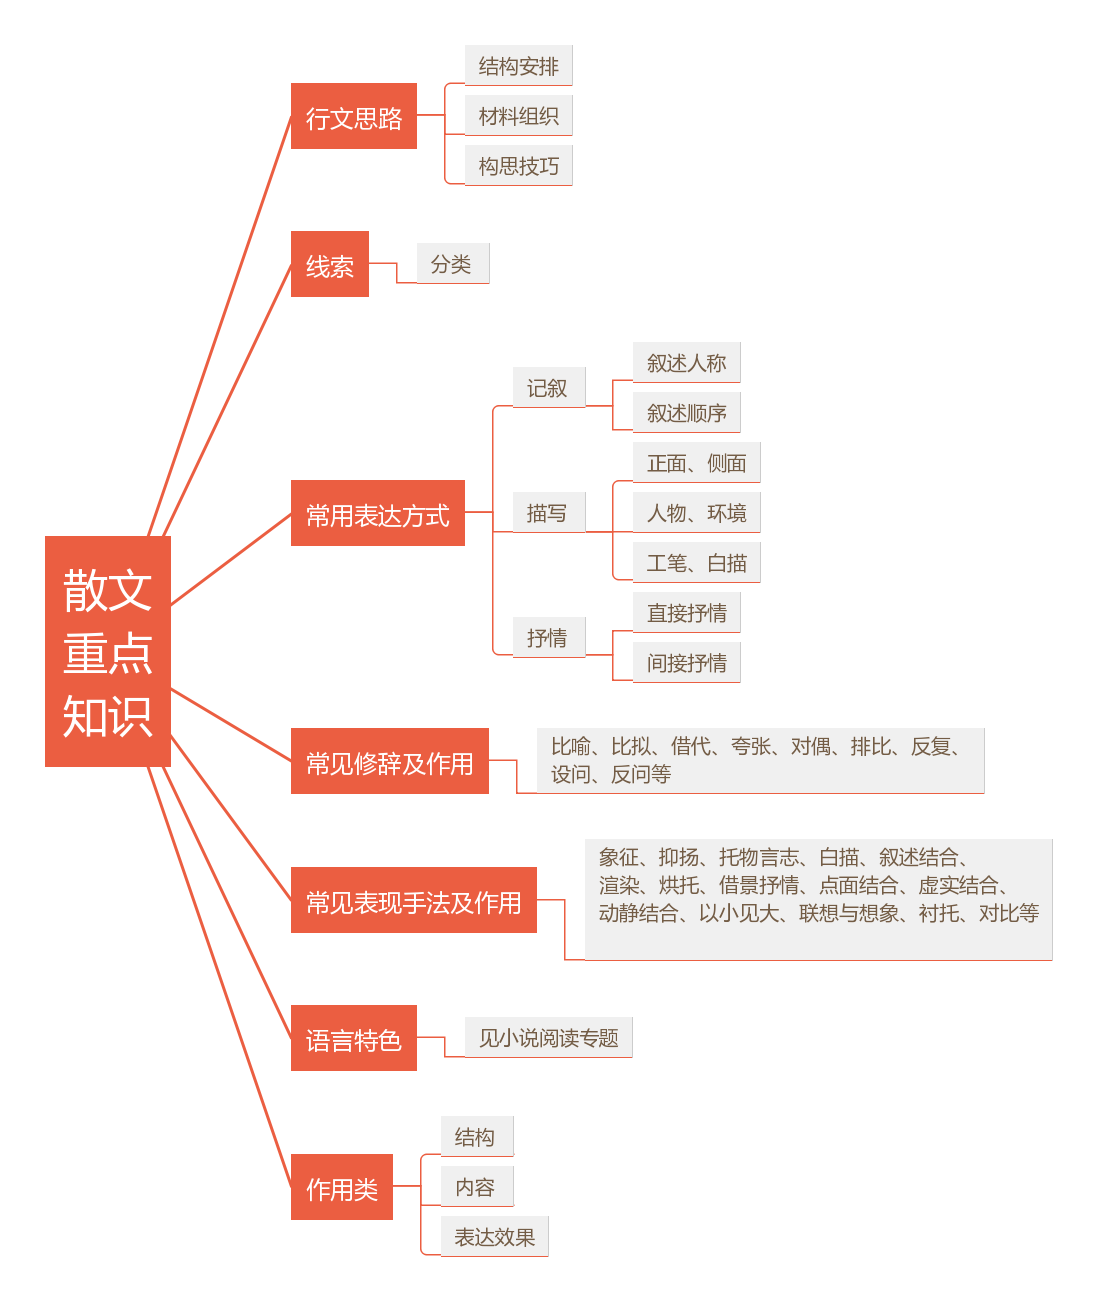 散文
重点
知识
行文思路
结构安排
材料组织
构思技巧
线索
分类
常用表达方式
记叙
叙述人称
叙述顺序
描写
正面、侧面
人物、环境
工笔、白描
抒情
直接抒情
间接抒情
常见修辞及作用
比喻、比拟、借代、夸张、对偶、排比、反复、
设问、反问等
常见表现手法及作用
象征、抑扬、托物言志、白描、叙述结合、
渲染、烘托、借景抒情、点面结合、虚实结合、
动静结合、以小见大、联想与想象、衬托、对比等
语言特色
见小说阅读专题
作用类
结构
内容
表达效果